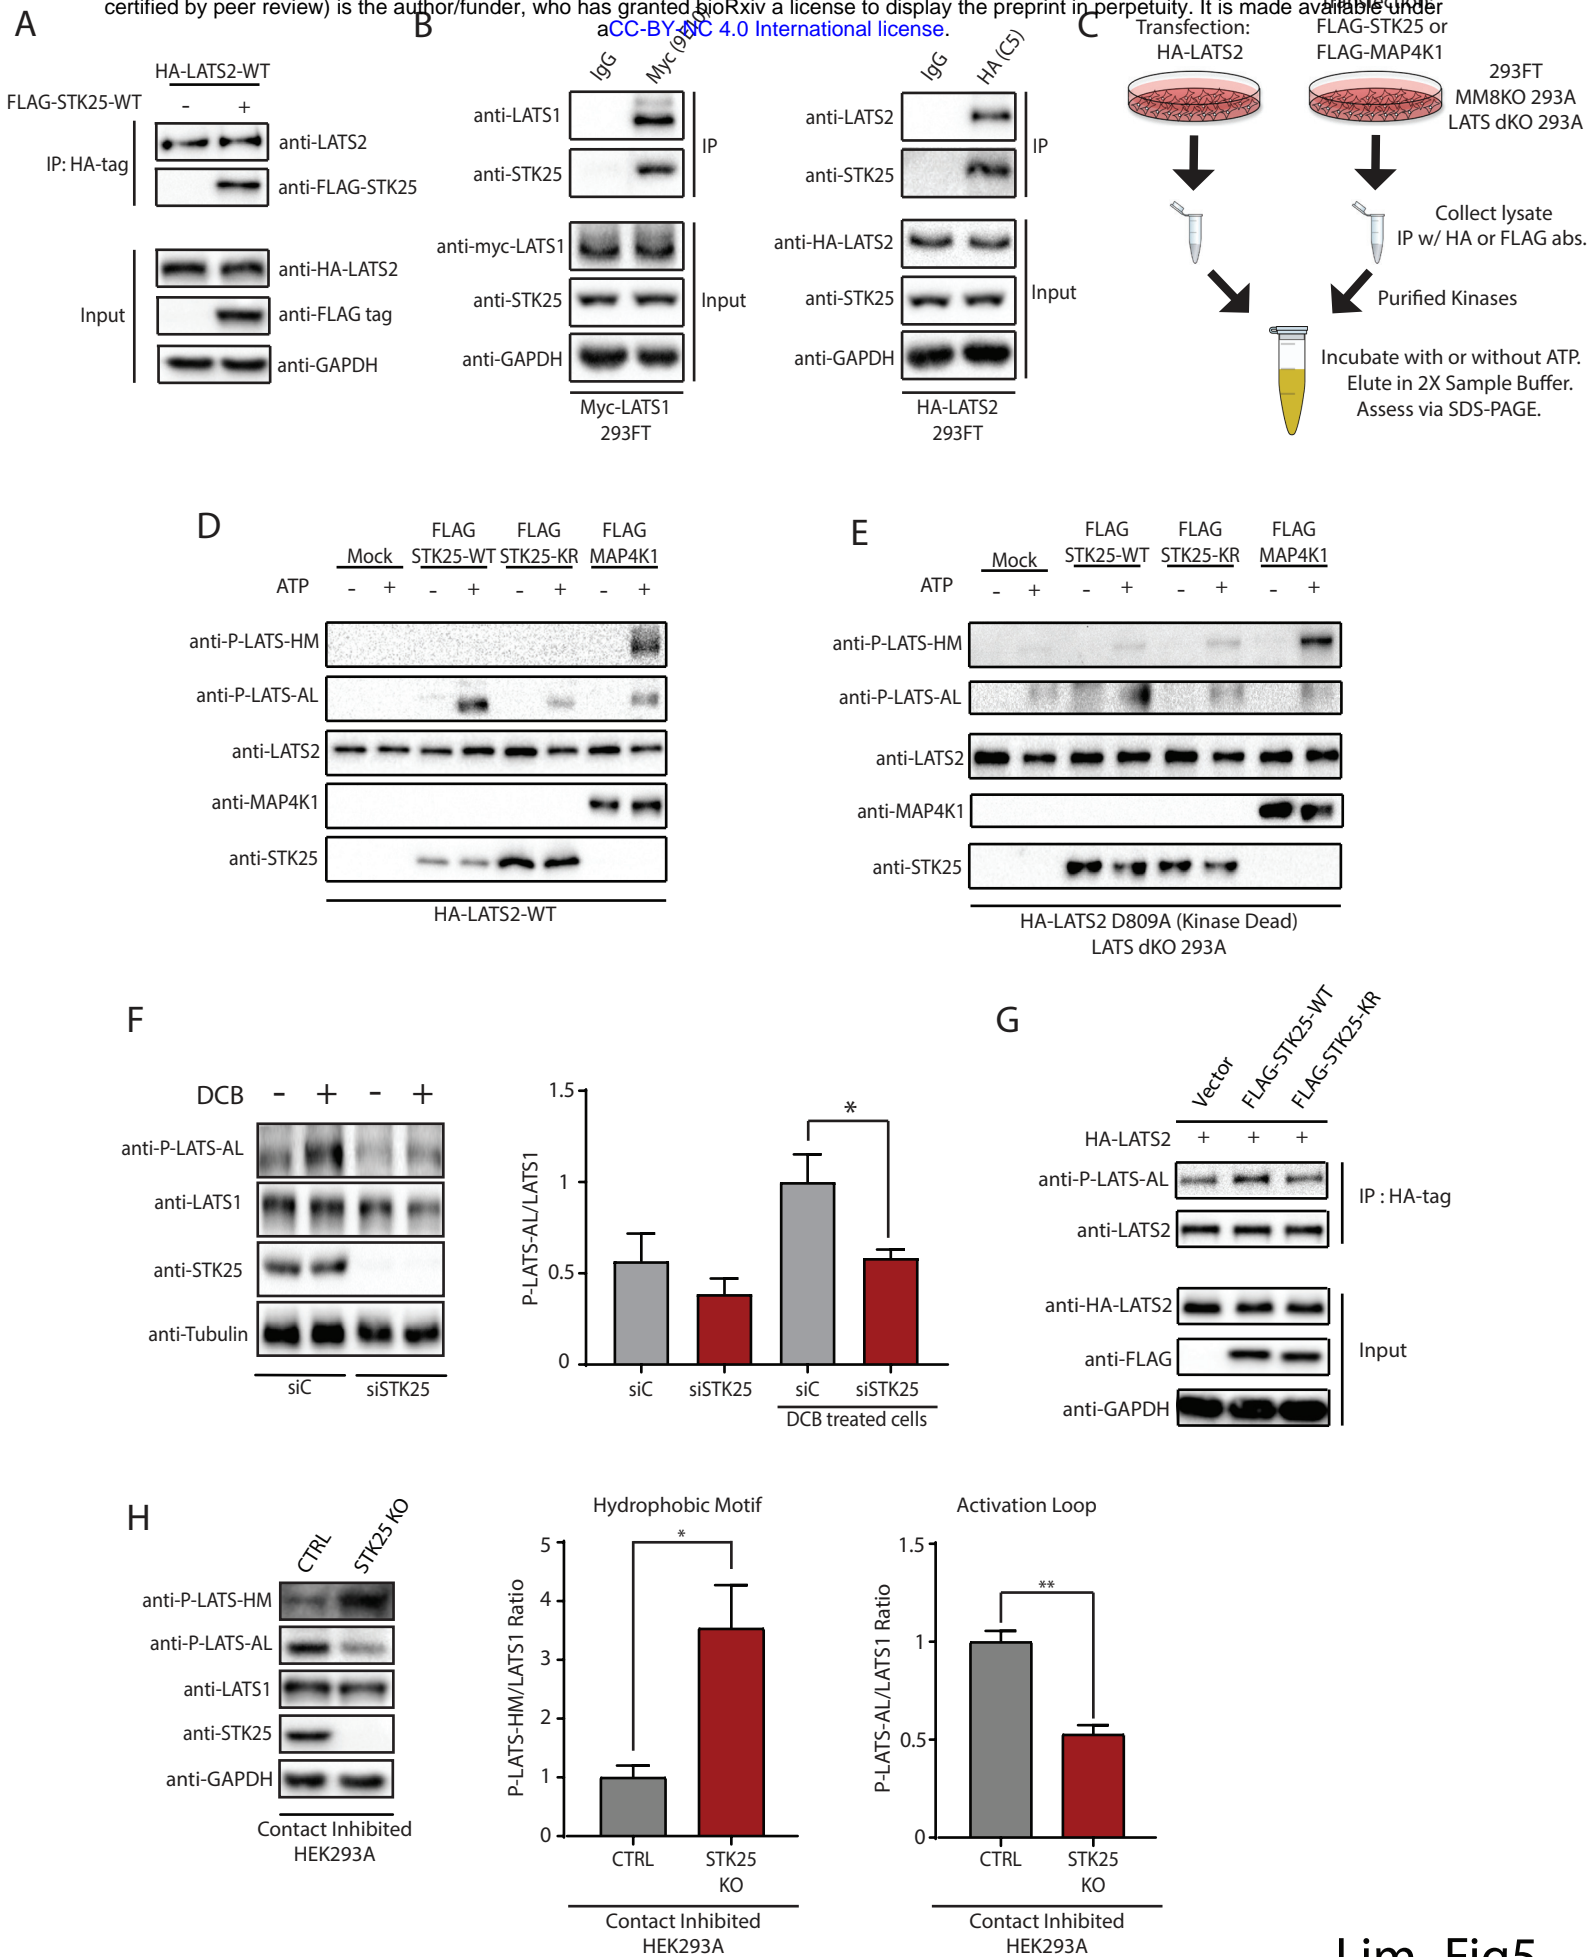 certified by peer review) is the author/funder, who has granted bioRxiv a license to display the preprint in perpetuity. It is made available under
aCC-BY-NC 4.0 International license.
A
HA-LATS2-WT
FLAG-STK25-WT
- +
IP: HA-tag
anti-LATS2
anti-FLAG-STK25
Input
anti-HA-LATS2
anti-FLAG tag
anti-GAPDH
B
IgG
Myc (9E10)
anti-LATS1
anti-STK25
IP
anti-myc-LATS1
anti-STK25
anti-GAPDH
Input
Myc-LATS1
293FT
IgG
HA (C5)
anti-LATS2
anti-STK25
IP
anti-HA-LATS2
anti-STK25
anti-GAPDH
Input
HA-LATS2
293FT
C
Transfection:
HA-LATS2
Transfection:
FLAG-STK25 or
FLAG-MAP4K1
293FT
MM8KO 293A
LATS dKO 293A
Collect lysate
IP w/ HA or FLAG abs.
Purified Kinases
Incubate with or without ATP.
Elute in 2X Sample Buffer.
Assess via SDS-PAGE.
D
Mock
FLAG
STK25-WT
FLAG
STK25-KR
FLAG
MAP4K1
ATP
- + - + - + - +
anti-P-LATS-HM
anti-P-LATS-AL
anti-LATS2
anti-MAP4K1
anti-STK25
HA-LATS2-WT
E
Mock
FLAG
STK25-WT
FLAG
STK25-KR
FLAG
MAP4K1
ATP
- + - + - + - +
anti-P-LATS-HM
anti-P-LATS-AL
anti-LATS2
anti-MAP4K1
anti-STK25
HA-LATS2 D809A (Kinase Dead)
LATS dKO 293A
F
DCB - + - +
anti-P-LATS-AL
anti-LATS1
anti-STK25
anti-Tubulin
siC siSTK25
P-LATS-AL/LATS1
1.5
1
0.5
0
*
siC siSTK25 siC siSTK25
DCB treated cells
G
Vector
FLAG-STK25-WT
FLAG-STK25-KR
HA-LATS2 + + +
anti-P-LATS-AL
anti-LATS2
IP : HA-tag
anti-HA-LATS2
anti-FLAG
anti-GAPDH
Input
H
CTRL
STK25 KO
anti-P-LATS-HM
anti-P-LATS-AL
anti-LATS1
anti-STK25
anti-GAPDH
Contact Inhibited
HEK293A
Hydrophobic Motif
P-LATS-HM/LATS1 Ratio
5
4
3
2
1
0
*
CTRL STK25
KO
Contact Inhibited
HEK293A
Activation Loop
P-LATS-AL/LATS1 Ratio
1.5
1
0.5
0
**
CTRL STK25
KO
Contact Inhibited
HEK293A
Lim_Fig5